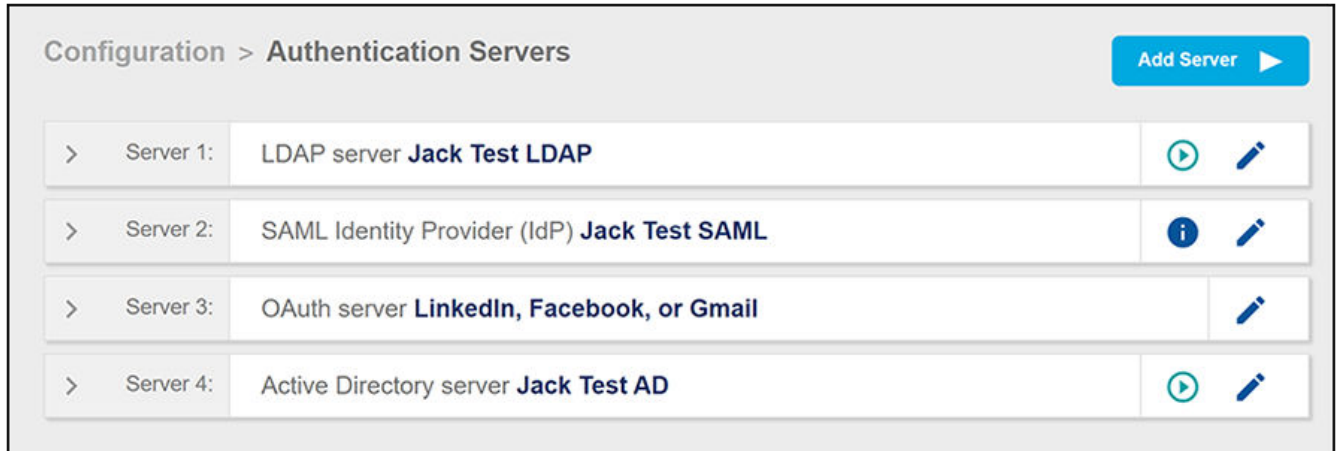 Configuration > Authentication Servers
Add Server
Server 1: LDAP server Jack Test LDAP
Server 2: SAML Identity Provider (IdP) Jack Test SAML
Server 3: OAuth server LinkedIn, Facebook, or Gmail
Server 4: Active Directory server Jack Test AD